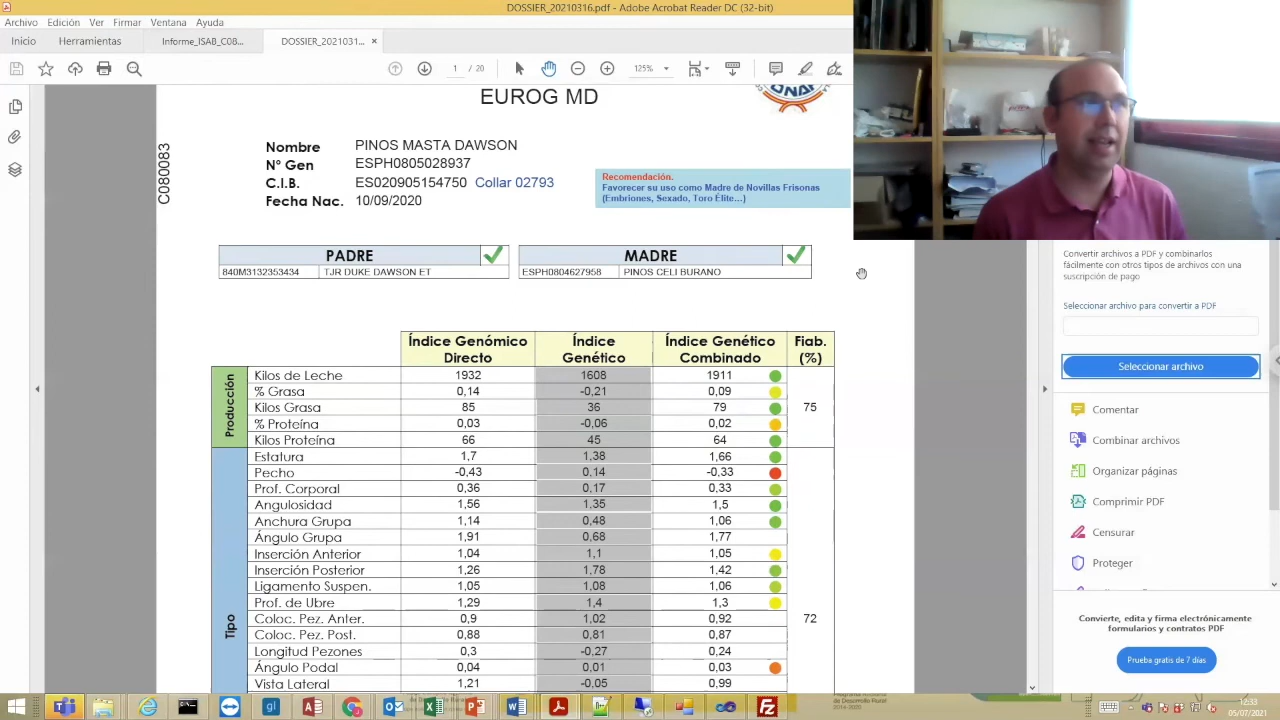 DOSSIER_20210316.pdf - Adobe Acrobat Reader DC (32-bit)
Archivo Edición Ver Firmar Ventana Ayuda
Inicio Herramientas Informe_ISAB_C08... DOSSIER_2021031... ×
1 / 20 125%
EUROG MD
CONAF
C080083
Nombre PINOS MASTA DAWSON
Nº Gen ESPH0805028937
C.I.B. ES020905154750 Collar 02793
Fecha Nac. 10/09/2020
Recomendación.
Favorecer su uso como Madre de Novillas Frisonas
(Embriones, Sexado, Toro Élite...)
PADRE MADRE
840M3132353434 TJR DUKE DAWSON ET ESPH0804627958 PINOS CELI BURANO
Índice Genómico Directo Índice Genético Índice Genético Combinado Fiab. (%)
Producción
Kilos de Leche 1932 1608 1911
% Grasa 0,14 -0,21 0,09
Kilos Grasa 85 36 79 75
% Proteína 0,03 -0,06 0,02
Kilos Proteína 66 45 64
Tipo
Estatura 1,7 1,38 1,66
Pecho -0,43 0.14 -0,33
Prof. Corporal 0,36 0,17 0,33
Angulosidad 1,56 1,35 1,5
Anchura Grupa 1,14 0,48 1,06
Ángulo Grupa 1,91 0,68 1,77
Inserción Anterior 1,04 1,1 1,05
Inserción Posterior 1,26 1,78 1,42
Ligamento Suspen. 1,05 1,08 1,06
Prof. de Ubre 1,29 1,4 1,3
Coloc. Pez. Anter. 0,9 1,02 0,92 72
Coloc. Pez. Post. 0,88 0,81 0,87
Longitud Pezones 0,3 -0,27 0,24
Ángulo Podal 0,04 0,01 0,03
Vista Lateral 1,21 -0,05 0,99
Convertir archivos a PDF y combinarlos
fácilmente con otros tipos de archivos con una
suscripción de pago
Seleccionar archivo para convertir a PDF
Seleccionar archivo
Comentar
Combinar archivos
Organizar páginas
Comprimir PDF
Censurar
Proteger
Convierte, edita y firma electrónicamente
formularios y contratos PDF
Prueba gratis de 7 días
de Desarrollo Rural
2014-2020
12:33
05/07/2021